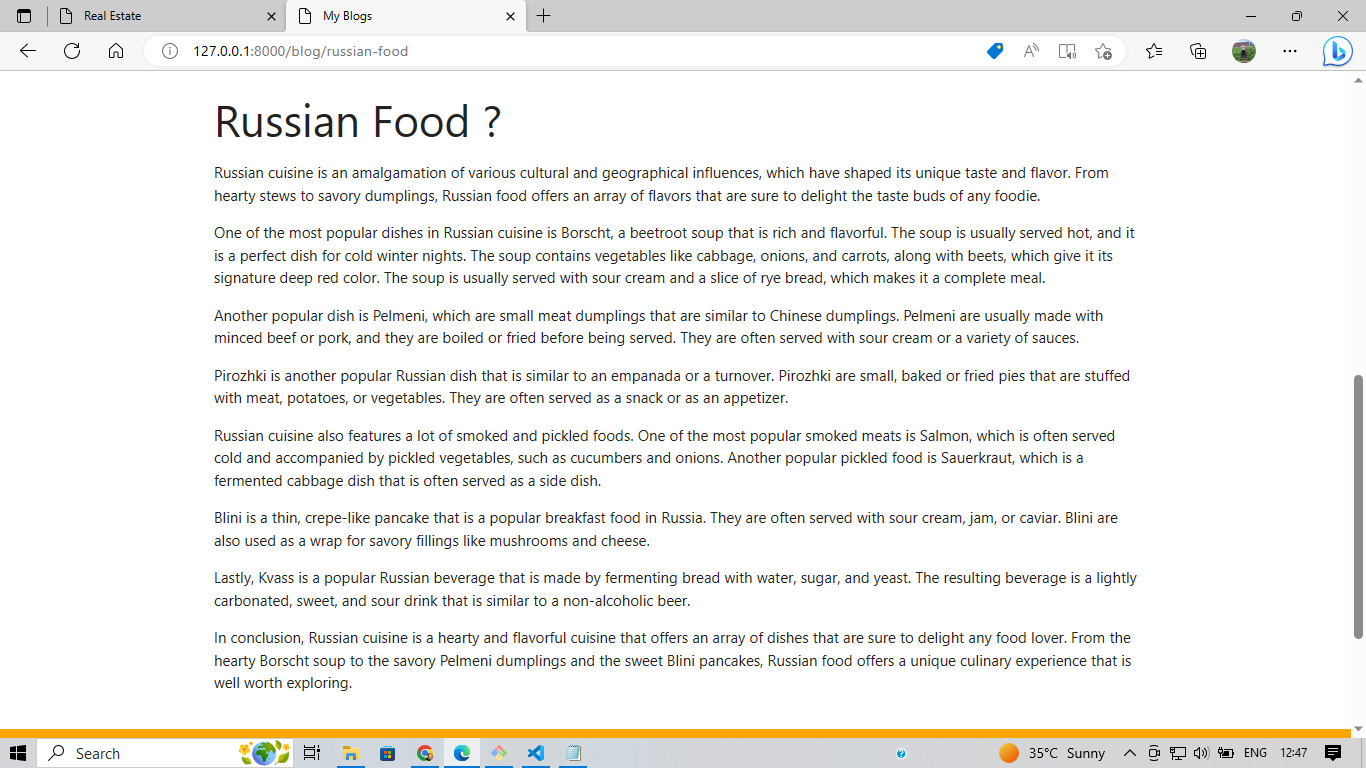 Real Estate
My Blogs
127.0.0.1:8000/blog/russian-food
Russian Food ?
Russian cuisine is an amalgamation of various cultural and geographical influences, which have shaped its unique taste and flavor. From
hearty stews to savory dumplings, Russian food offers an array of flavors that are sure to delight the taste buds of any foodie.
One of the most popular dishes in Russian cuisine is Borscht, a beetroot soup that is rich and flavorful. The soup is usually served hot, and it
is a perfect dish for cold winter nights. The soup contains vegetables like cabbage, onions, and carrots, along with beets, which give it its
signature deep red color. The soup is usually served with sour cream and a slice of rye bread, which makes it a complete meal.
Another popular dish is Pelmeni, which are small meat dumplings that are similar to Chinese dumplings. Pelmeni are usually made with
minced beef or pork, and they are boiled or fried before being served. They are often served with sour cream or a variety of sauces.
Pirozhki is another popular Russian dish that is similar to an empanada or a turnover. Pirozhki are small, baked or fried pies that are stuffed
with meat, potatoes, or vegetables. They are often served as a snack or as an appetizer.
Russian cuisine also features a lot of smoked and pickled foods. One of the most popular smoked meats is Salmon, which is often served
cold and accompanied by pickled vegetables, such as cucumbers and onions. Another popular pickled food is Sauerkraut, which is a
fermented cabbage dish that is often served as a side dish.
Blini is a thin, crepe-like pancake that is a popular breakfast food in Russia. They are often served with sour cream, jam, or caviar. Blini are
also used as a wrap for savory fillings like mushrooms and cheese.
Lastly, Kvass is a popular Russian beverage that is made by fermenting bread with water, sugar, and yeast. The resulting beverage is a lightly
carbonated, sweet, and sour drink that is similar to a non-alcoholic beer.
In conclusion, Russian cuisine is a hearty and flavorful cuisine that offers an array of dishes that are sure to delight any food lover. From the
hearty Borscht soup to the savory Pelmeni dumplings and the sweet Blini pancakes, Russian food offers a unique culinary experience that is
well worth exploring.
Search
35°C Sunny
ENG
12:47